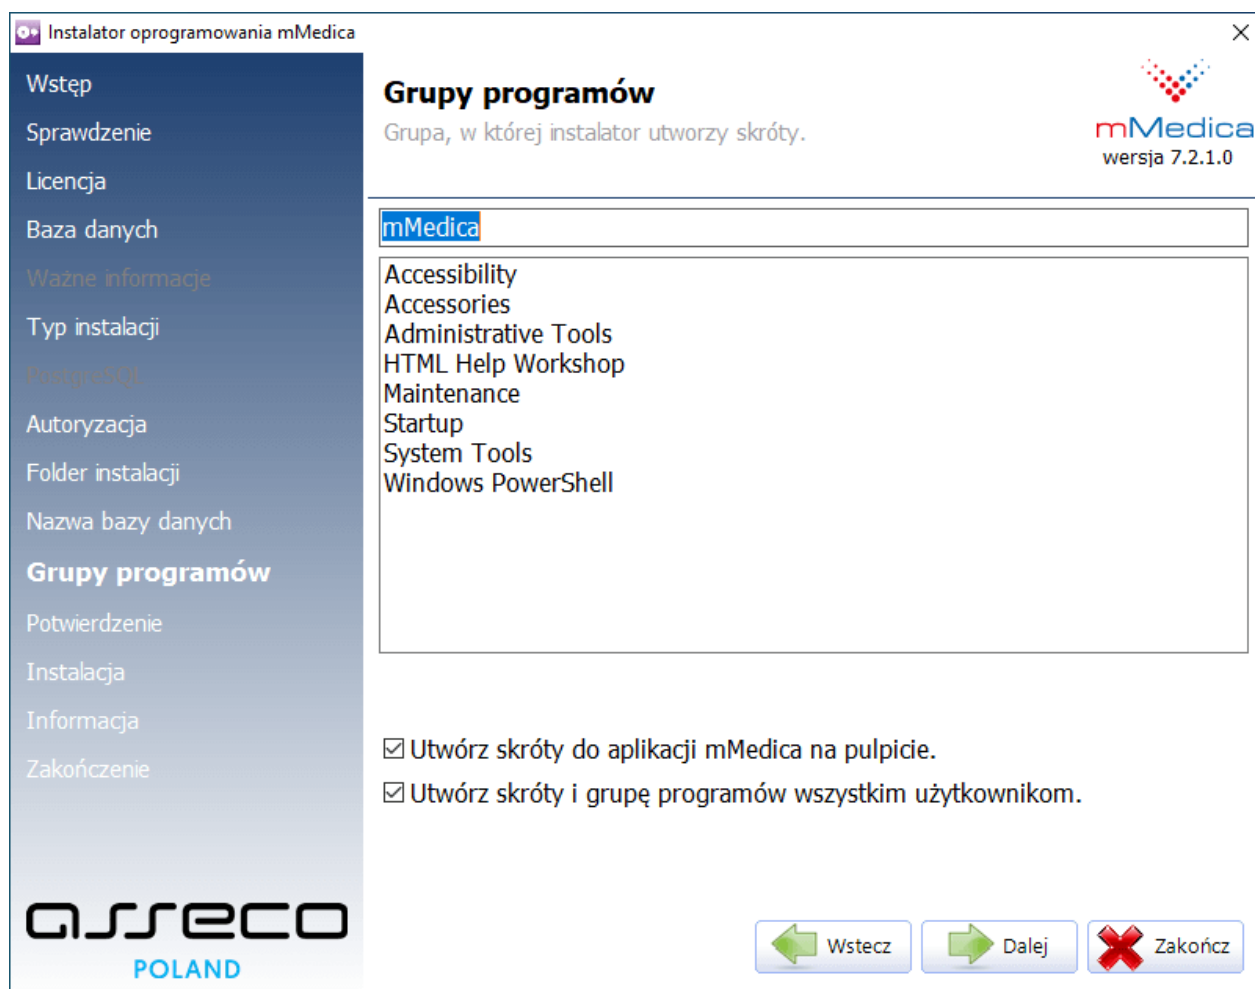 Instalator oprogramowania mMedica
Wstęp
Sprawdzenie
Licencja
Baza danych
Ważne informacje
Typ instalacji
PostgreSQL
Autoryzacja
Folder instalacji
Nazwa bazy danych
Grupy programów
Potwierdzenie
Instalacja
Informacja
Zakończenie
asseco
POLAND
Grupy programów
Grupa, w której instalator utworzy skróty.
mMedica
wersja 7.2.1.0
mMedica
Accessibility
Accessories
Administrative Tools
HTML Help Workshop
Maintenance
Startup
System Tools
Windows PowerShell
Utwórz skróty do aplikacji mMedica na pulpicie.
Utwórz skróty i grupę programów wszystkim użytkownikom.
Wstecz
Dalej
Zakończ